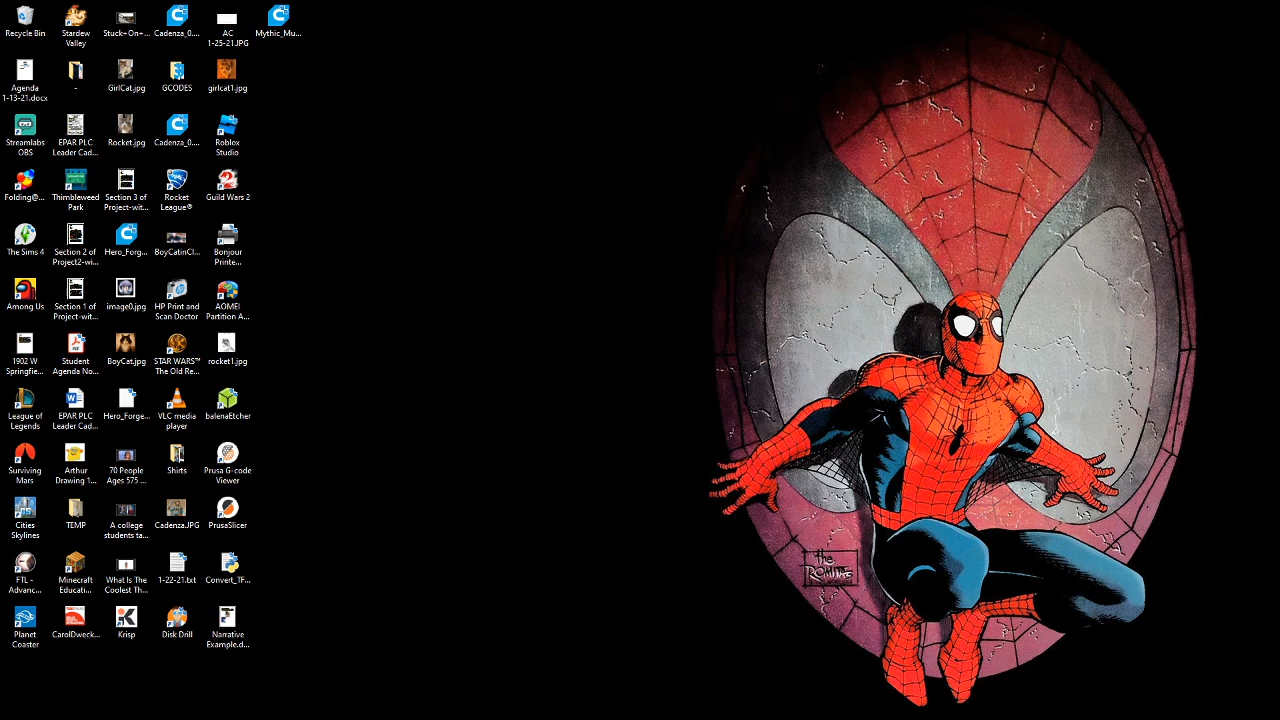 Recycle Bin
Stardew
Valley
Stuck+On+...
Cadenza_0....
AC
1-25-21.JPG
Mythic_Mu...
Agenda
1-13-21.docx
-
GirlCat.jpg
GCODES
girlcat1.jpg
Streamlabs
OBS
EPAR PLC
Leader Cad...
Rocket.jpg
Cadenza_0....
Roblox
Studio
Folding@...
Thimbleweed
Park
Section 3 of
Project-wit...
Rocket
League®
Guild Wars 2
The Sims 4
Section 2 of
Project2-wi...
Hero_Forg...
BoyCatinCl...
Bonjour
Printe...
Among Us
Section 1 of
Project-wit...
image0.jpg
HP Print and
Scan Doctor
AOMEI
Partition A...
1902 W
Springfie...
Student
Agenda No...
BoyCat.jpg
STAR WARS™
The Old Re...
rocket1.jpg
League of
Legends
EPAR PLC
Leader Cad...
Hero_Forge...
VLC media
player
balenaEtcher
Surviving
Mars
Arthur
Drawing 1...
70 People
Ages 575 ...
Shirts
Prusa G-code
Viewer
Cities
Skylines
TEMP
A college
students ta...
Cadenza.JPG
PrusaSlicer
FTL -
Advanc...
Minecraft
Educati...
What Is The
Coolest Th...
1-22-21.txt
Convert_TF...
Planet
Coaster
CarolDweck...
Krisp
Disk Drill
Narrative
Example.d...
the
ROMITAS